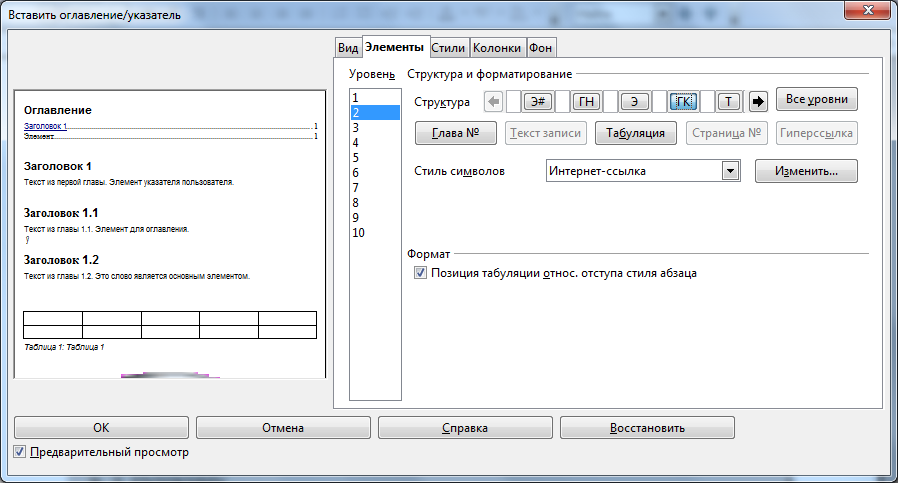 Вставить оглавление/указатель
Вид Элементы Стили Колонки Фон
Оглавление
Заголовок 1 1
Элемент 1
Заголовок 1
Текст из первой главы. Элемент указателя пользователя.
Заголовок 1.1
Текст из главы 1.1. Элемент для оглавления.
Заголовок 1.2
Текст из главы 1.2. Это слово является основным элементом.
Таблица 1: Таблица 1
Уровень
1
2
3
4
5
6
7
8
9
10
Структура и форматирование
Структура Э# ГН Э ГК Т Все уровни
Глава № Текст записи Табуляция Страница № Гиперссылка
Стиль символов Интернет-ссылка Изменить...
Формат
Позиция табуляции относ. отступа стиля абзаца
ОК Отмена Справка Восстановить
Предварительный просмотр